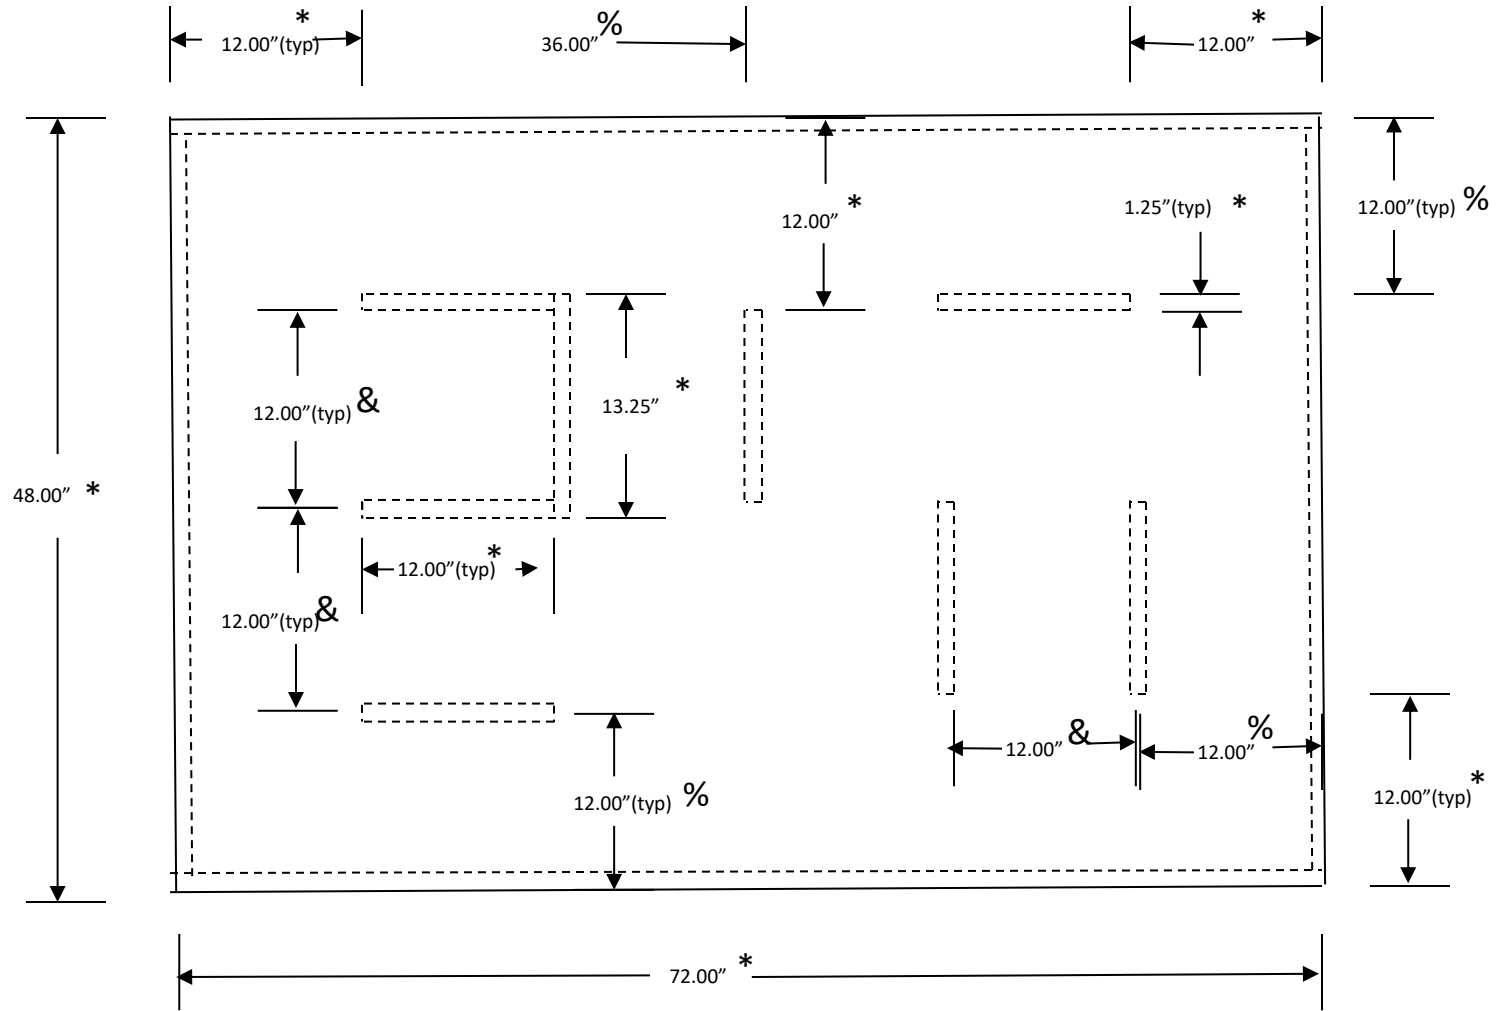 12.00”(typ) *
36.00” %
12.00” *
12.00” *
1.25”(typ) *
12.00”(typ) %
12.00”(typ) &
13.25” *
48.00” *
12.00”(typ) *
12.00”(typ) &
12.00” &
12.00” %
12.00”(typ) %
12.00”(typ) *
72.00” *